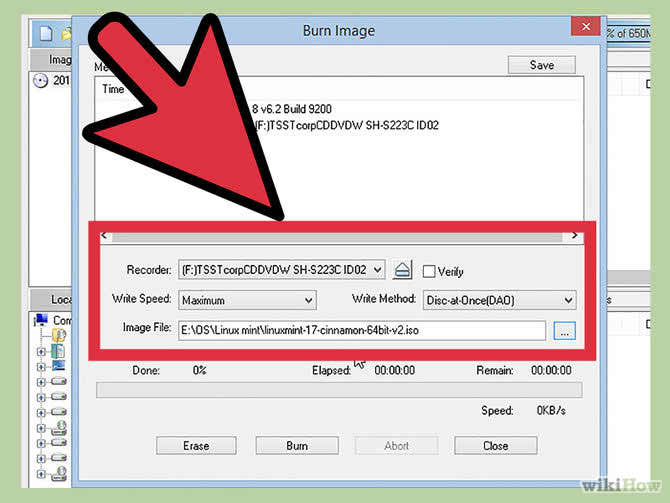 Burn Image
% of 650M
Imag
Save
201
Time
8 v6.2 Build 9200
(F:)TSSTcorpCDDVDW SH-S223C ID02
Recorder: (F:)TSSTcorpCDDVDW SH-S223C ID02 Verify
Write Speed: Maximum Write Method: Disc-at-Once(DAO)
Image File: E:\OS\Linux mint\linuxmint-17-cinnamon-64bit-v2.iso ...
Loca
Com
Done: 0% Elapsed: 00:00:00 Remain: 00:00:00
Speed: 0KB/s
Erase Burn Abort Close
wikiHow